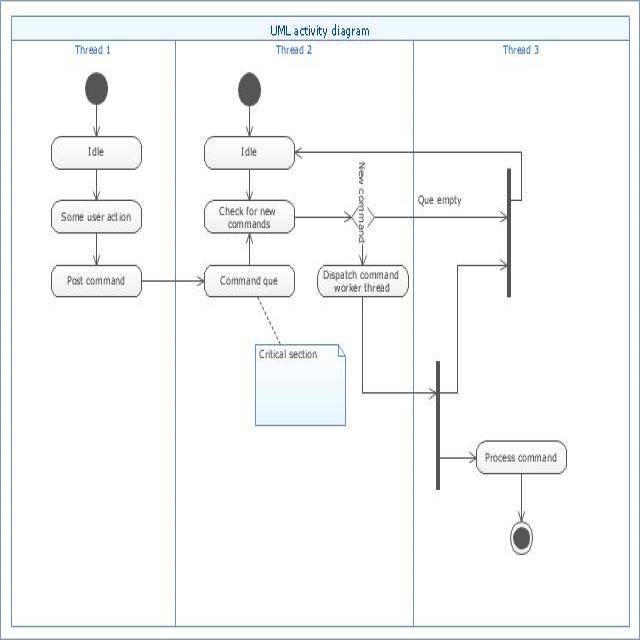 UML activity diagram
Thread 1
Thread 2
Thread 3
Idle
Idle
New command
Some user action
Check for new
commands
Que empty
Post command
Command que
Dispatch command
worker thread
Critical section
Process command